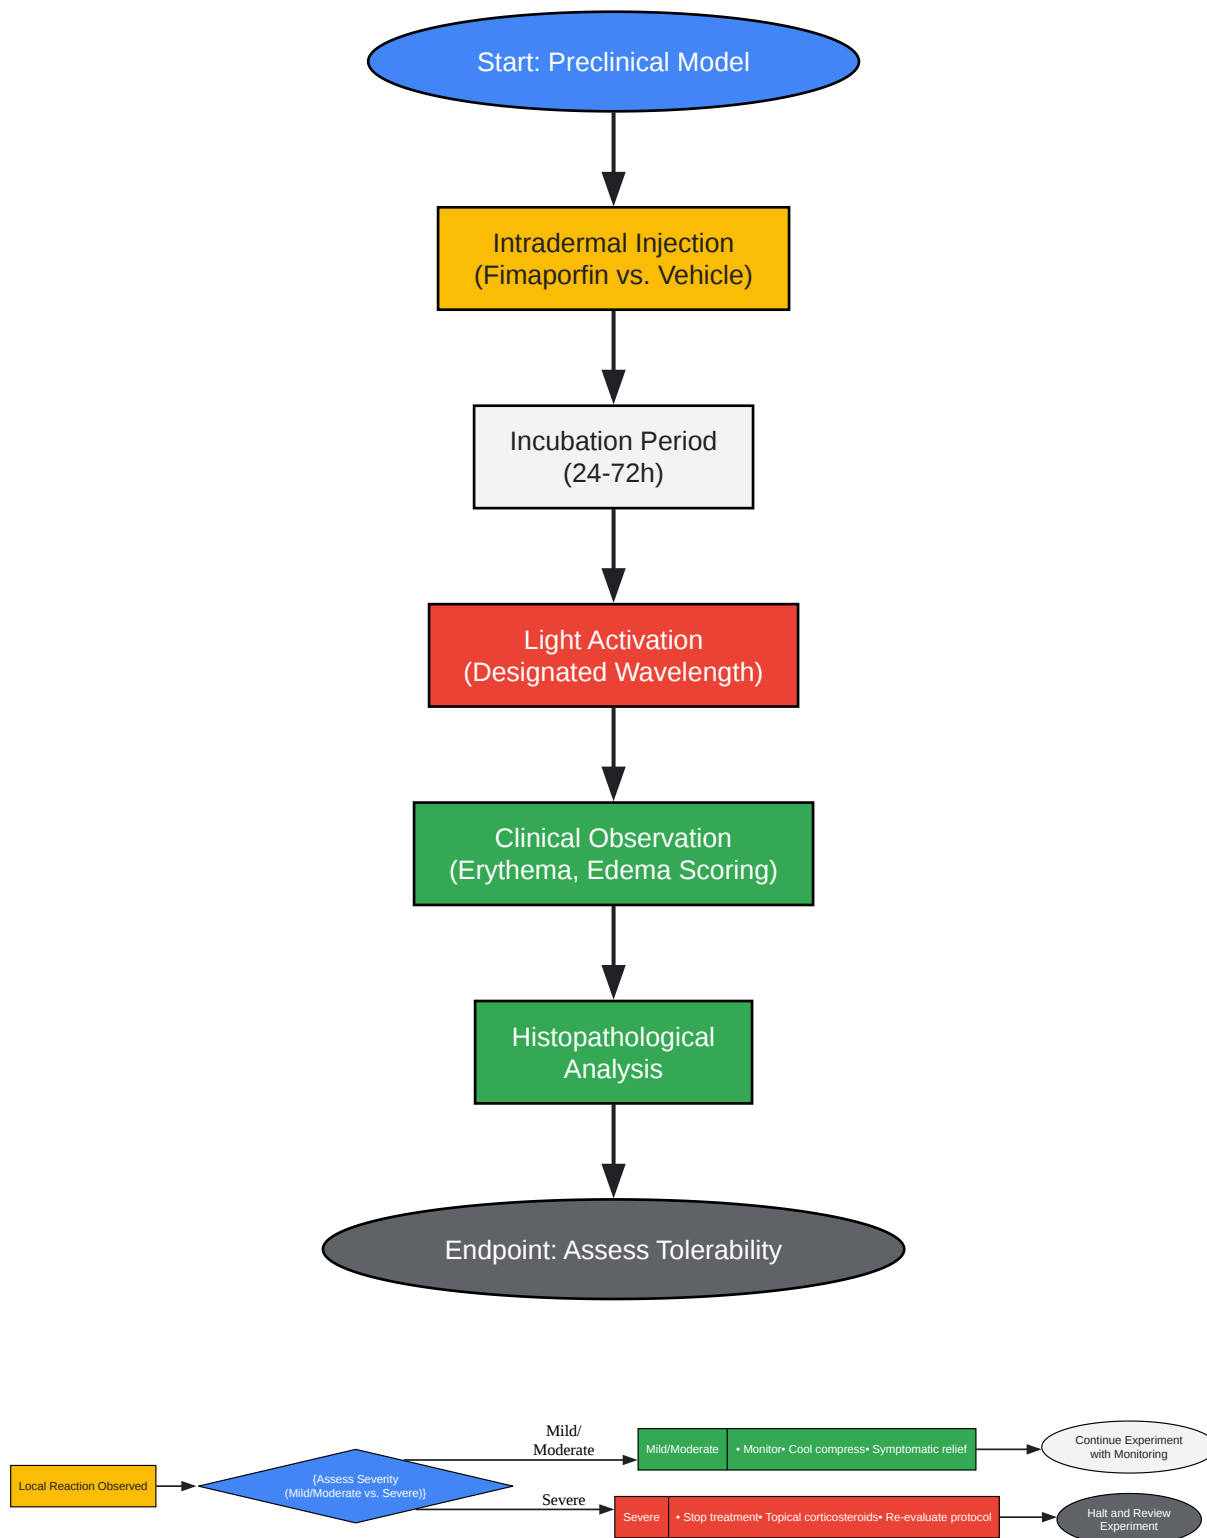 Start: Preclinical Model
Intradermal Injection
(Fimaporfin vs. Vehicle)
Incubation Period
(24-72h)
Light Activation
(Designated Wavelength)
Clinical Observation
(Erythema, Edema Scoring)
Histopathological
Analysis
Endpoint: Assess Tolerability
Local Reaction Observed
{Assess Severity
(Mild/Moderate vs. Severe)}
Mild/
Moderate
Mild/Moderate
• Monitor• Cool compress• Symptomatic relief
Continue Experiment
with Monitoring
Severe
Severe
• Stop treatment• Topical corticosteroids• Re-evaluate protocol
Halt and Review
Experiment